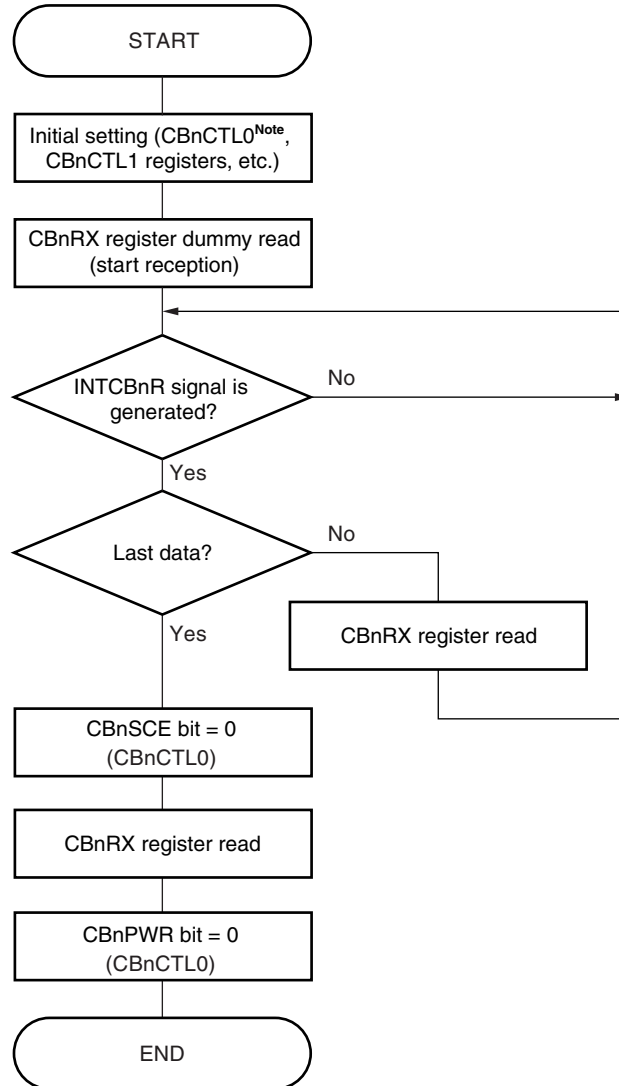 START
Initial setting (CBnCTL0Note,
CBnCTL1 registers, etc.)
CBnRX register dummy read
(start reception)
INTCBnR signal is
generated?
No
Yes
Last data?
No
Yes
CBnRX register read
CBnSCE bit = 0
(CBnCTL0)
CBnRX register read
CBnPWR bit = 0
(CBnCTL0)
END